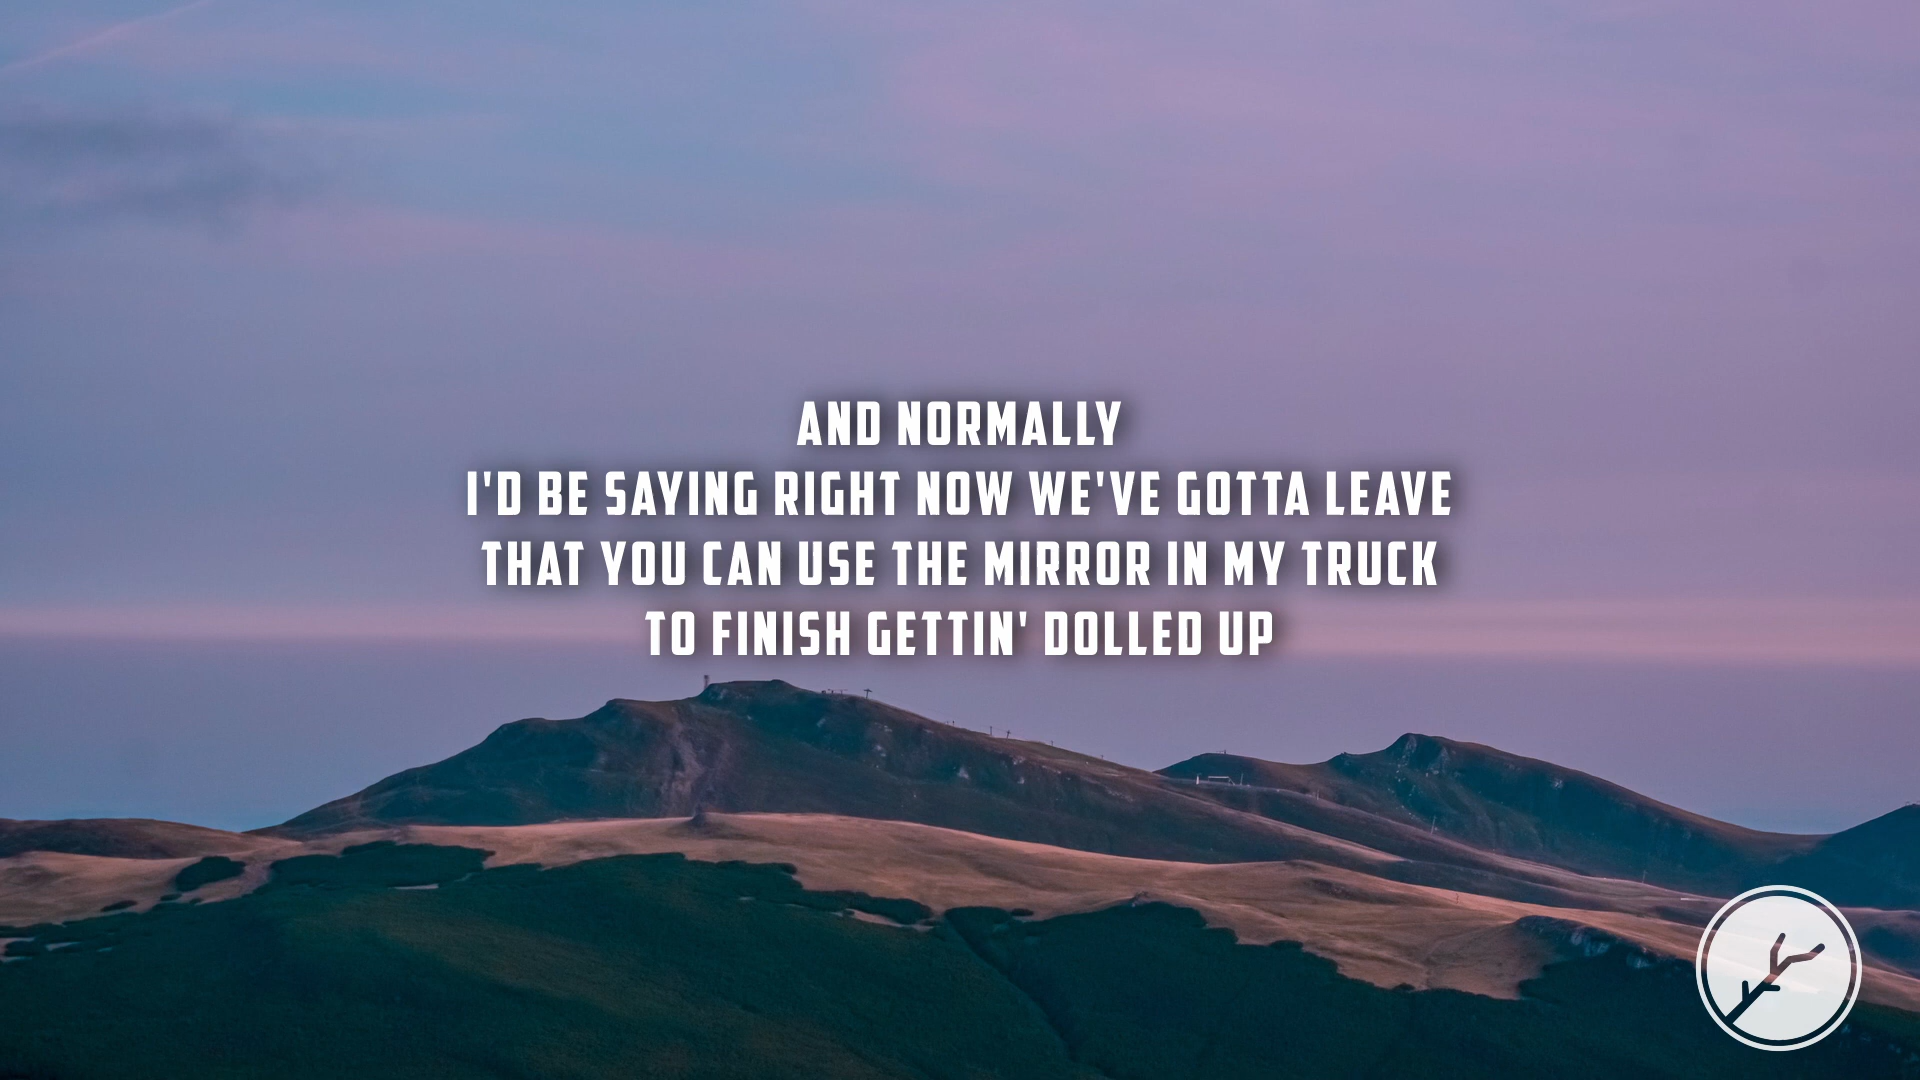 AND NORMALLY
I'D BE SAYING RIGHT NOW WE'VE GOTTA LEAVE
THAT YOU CAN USE THE MIRROR IN MY TRUCK
TO FINISH GETTIN' DOLLED UP